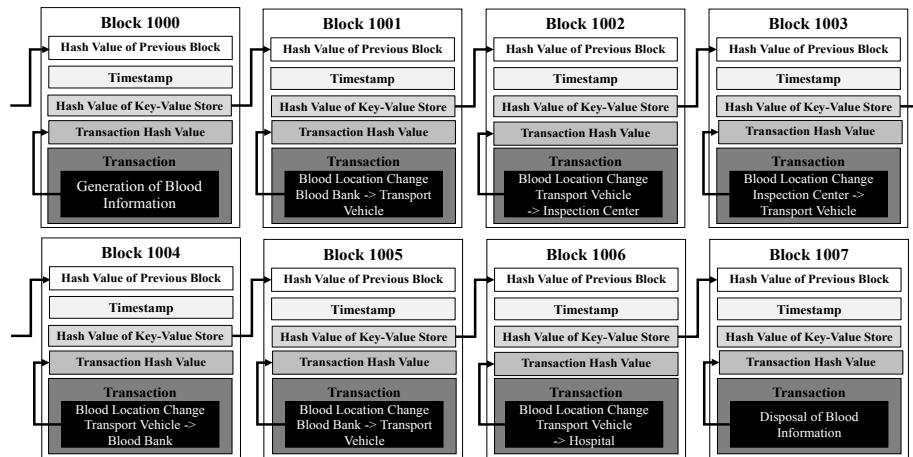 Block 1000
Hash Value of Previous Block
Timestamp
Hash Value of Key-Value Store
Transaction Hash Value
Transaction
Generation of Blood
Information
Block 1001
Hash Value of Previous Block
Timestamp
Hash Value of Key-Value Store
Transaction Hash Value
Transaction
Blood Location Change
Blood Bank -> Transport
Vehicle
Block 1002
Hash Value of Previous Block
Timestamp
Hash Value of Key-Value Store
Transaction Hash Value
Transaction
Blood Location Change
Transport Vehicle
-> Inspection Center
Block 1003
Hash Value of Previous Block
Timestamp
Hash Value of Key-Value Store
Transaction Hash Value
Transaction
Blood Location Change
Inspection Center ->
Transport Vehicle
Block 1004
Hash Value of Previous Block
Timestamp
Hash Value of Key-Value Store
Transaction Hash Value
Transaction
Blood Location Change
Transport Vehicle ->
Blood Bank
Block 1005
Hash Value of Previous Block
Timestamp
Hash Value of Key-Value Store
Transaction Hash Value
Transaction
Blood Location Change
Blood Bank -> Transport
Vehicle
Block 1006
Hash Value of Previous Block
Timestamp
Hash Value of Key-Value Store
Transaction Hash Value
Transaction
Blood Location Change
Transport Vehicle
-> Hospital
Block 1007
Hash Value of Previous Block
Timestamp
Hash Value of Key-Value Store
Transaction Hash Value
Transaction
Disposal of Blood
Information